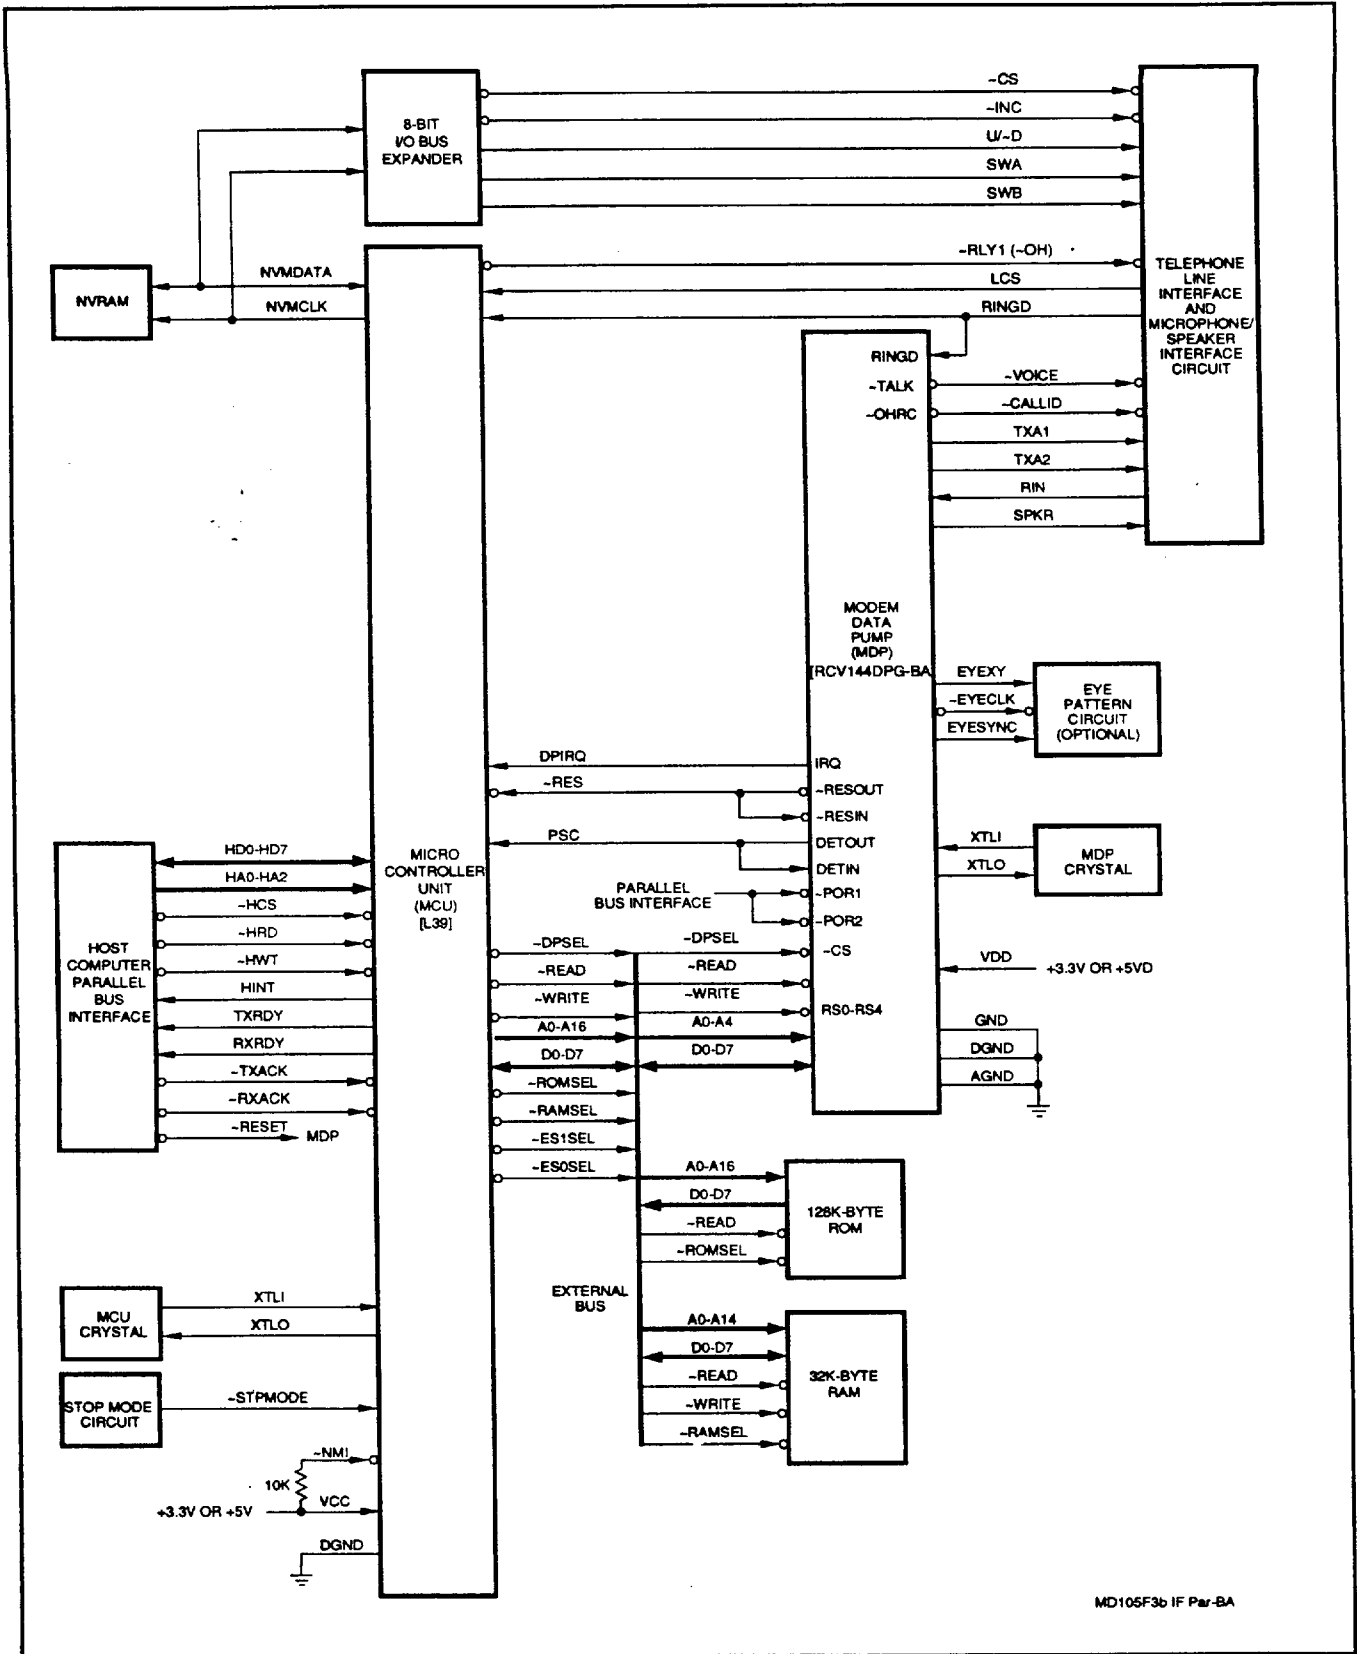 8-BIT
I/O BUS
EXPANDER
~CS
~INC
U/~D
SWA
SWB
NVRAM
NVMDATA
NVMCLK
~RLY1 (~OH)
LCS
RINGD
TELEPHONE
LINE
INTERFACE
AND
MICROPHONE/
SPEAKER
INTERFACE
CIRCUIT
RINGD
~TALK
~OHRC
~VOICE
~CALLID
TXA1
TXA2
RIN
SPKR
MODEM
DATA
PUMP
(MDP)
[RCV144DPG-BA
EYEXY
~EYECLK
EYESYNC
EYE
PATTERN
CIRCUIT
(OPTIONAL)
DPIRQ
~RES
PSC
IRQ
~RESOUT
~RESIN
DETOUT
DETIN
~POR1
~POR2
~CS
RS0-RS4
PARALLEL
BUS INTERFACE
XTLI
XTLO
MDP
CRYSTAL
VDD
+3.3V OR +5VD
GND
DGND
AGND
MICRO
CONTROLLER
UNIT
(MCU)
[L39]
HOST
COMPUTER
PARALLEL
BUS
INTERFACE
HD0-HD7
HA0-HA2
~HCS
~HRD
~HWT
HINT
TXRDY
RXRDY
~TXACK
~RXACK
~RESET
MDP
~DPSEL
~READ
~WRITE
A0-A16
D0-D7
~ROMSEL
~RAMSEL
~ES1SEL
~ES0SEL
~DPSEL
~READ
~WRITE
A0-A4
D0-D7
A0-A16
D0-D7
~READ
~ROMSEL
128K-BYTE
ROM
EXTERNAL
BUS
A0-A14
D0-D7
~READ
~WRITE
~RAMSEL
32K-BYTE
RAM
MCU
CRYSTAL
XTLI
XTLO
STOP MODE
CIRCUIT
~STPMODE
~NMI
10K
VCC
+3.3V OR +5V
DGND
MD105F3b IF Par-BA